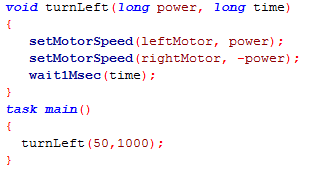 void turnLeft(long power, long time)
{
setMotorSpeed(leftMotor, power);
setMotorSpeed(rightMotor, -power);
wait1Msec(time);
}
task main()
{
turnLeft(50,1000);
}